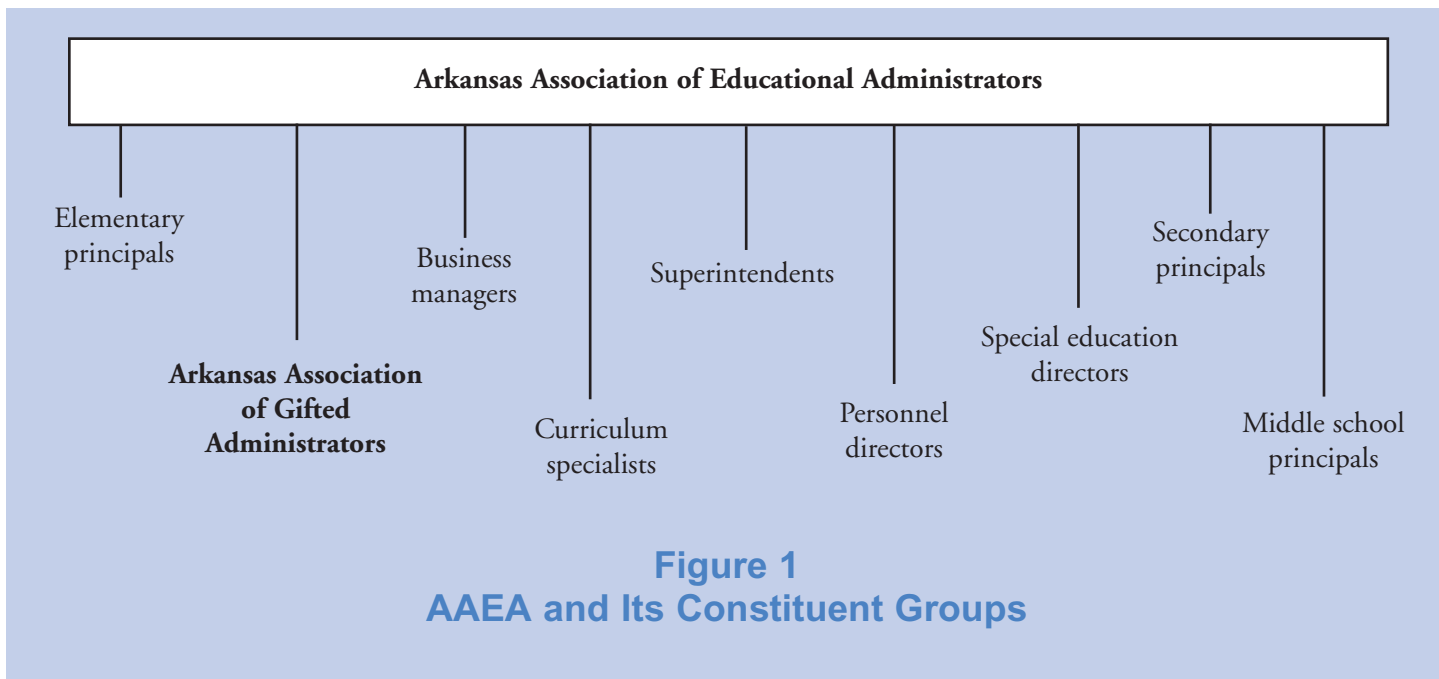 Arkansas Association of Educational Administrators
Elementary
principals
Arkansas Association
of Gifted
Administrators
Business
managers
Curriculum
specialists
Superintendents
Personnel
directors
Special education
directors
Secondary
principals
Middle school
principals
Figure 1
AAEA and Its Constituent Groups